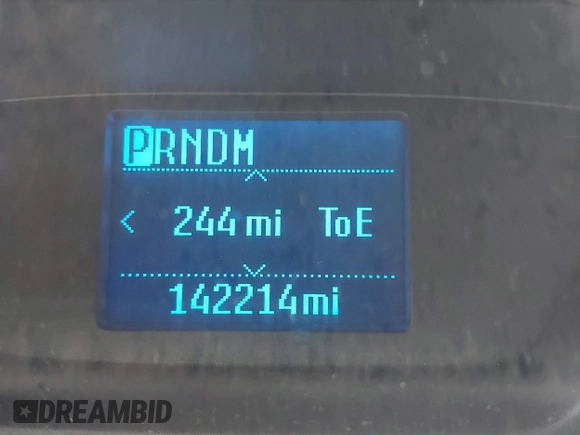 PRNDM
< 244 mi ToE
142214mi
DREAMBID